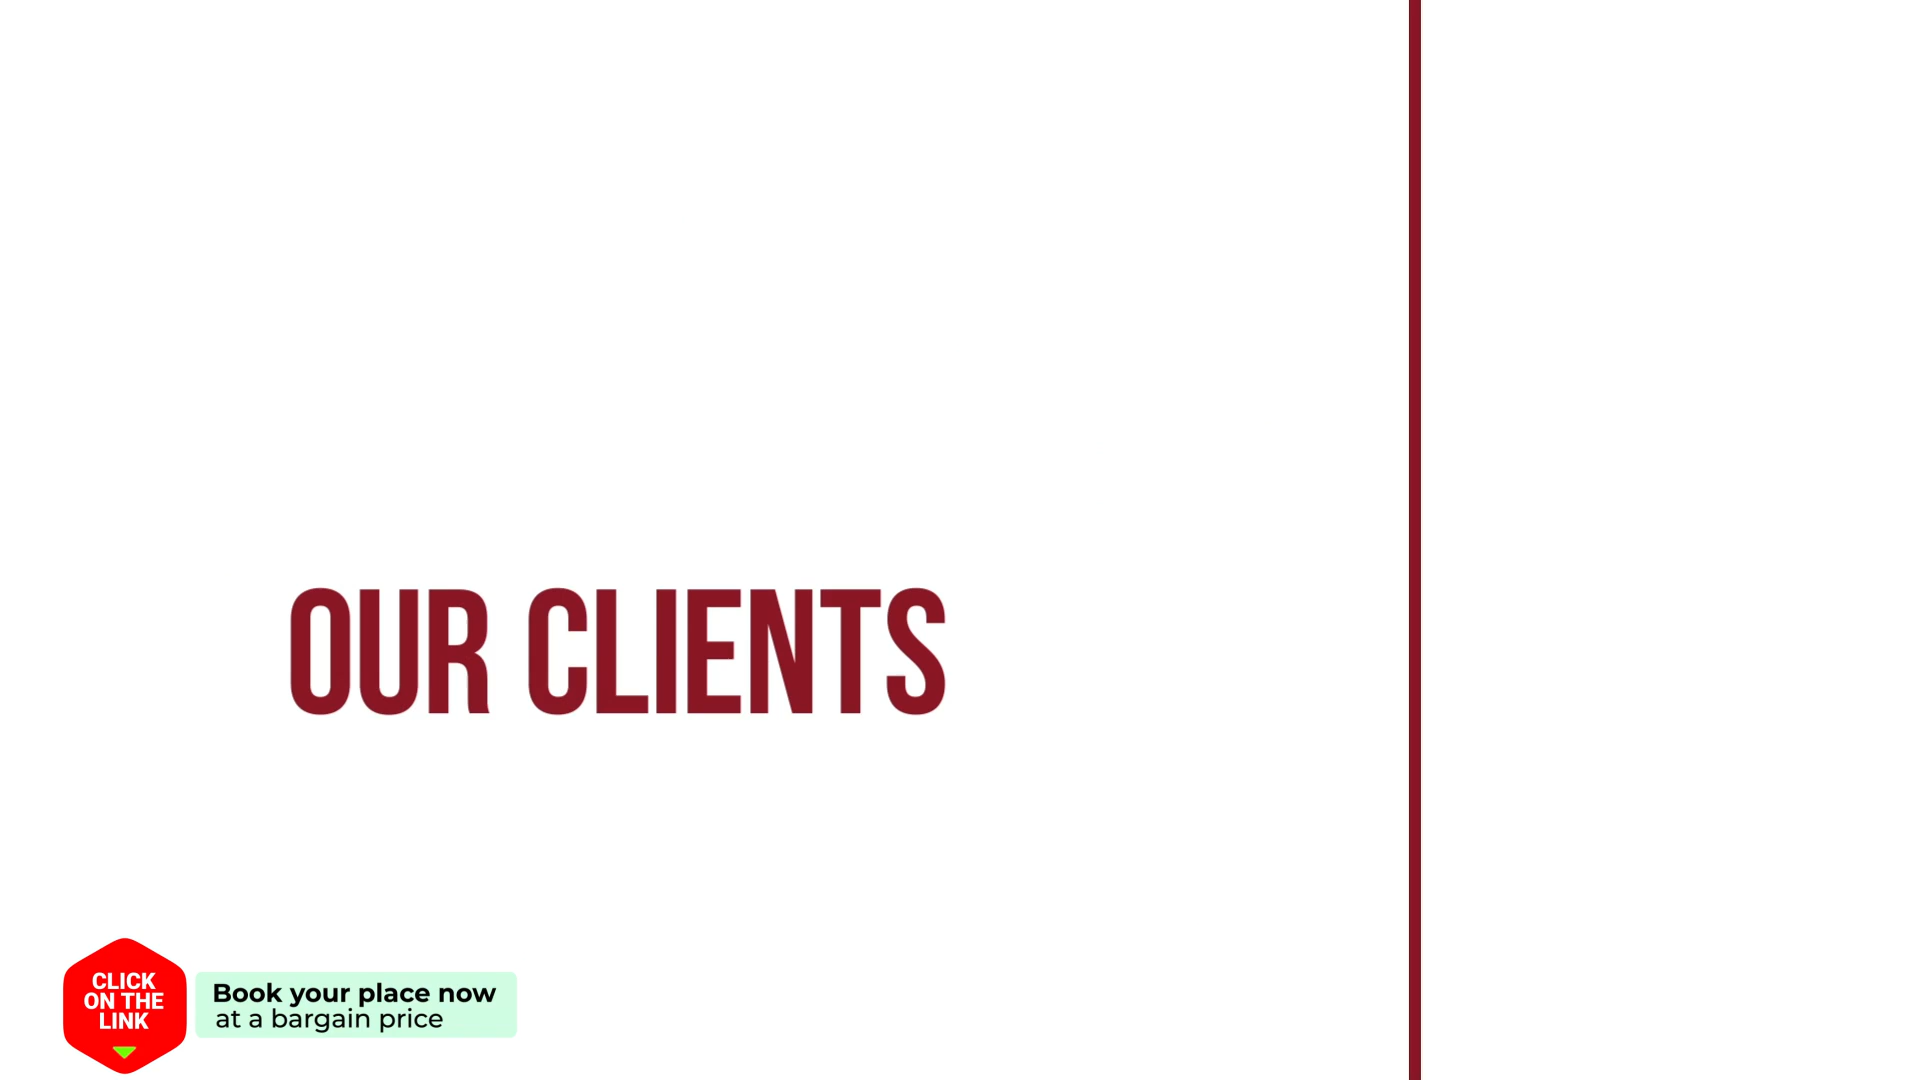 OUR CLIENTS
CLICK
ON THE
LINK
Book your place now
at a bargain price